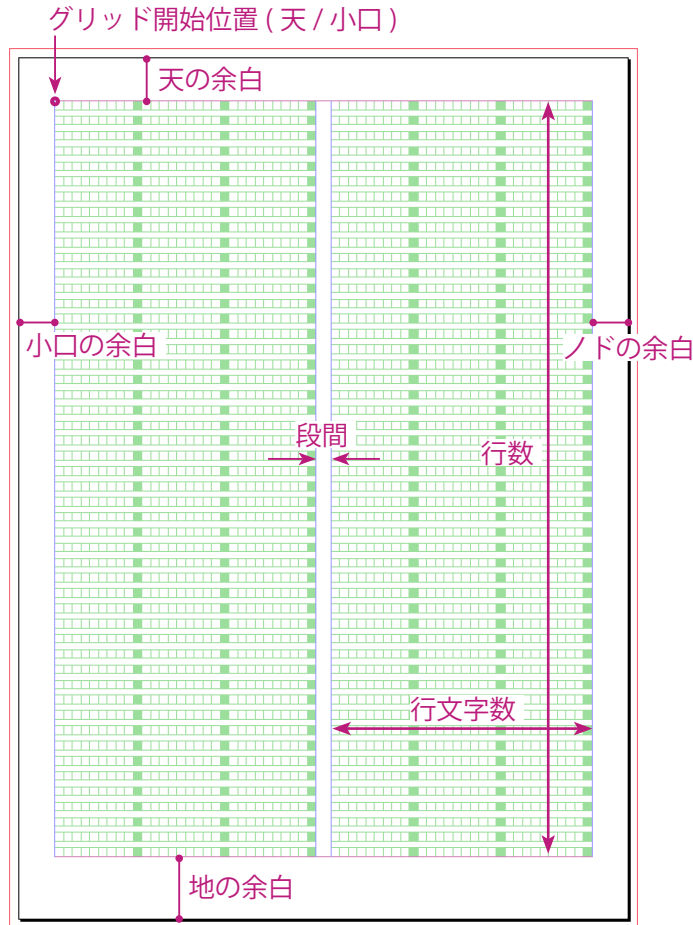 グリッド開始位置 ( 天 / 小口 )
天の余白
小口の余白
ノドの余白
段間
行数
行文字数
地の余白